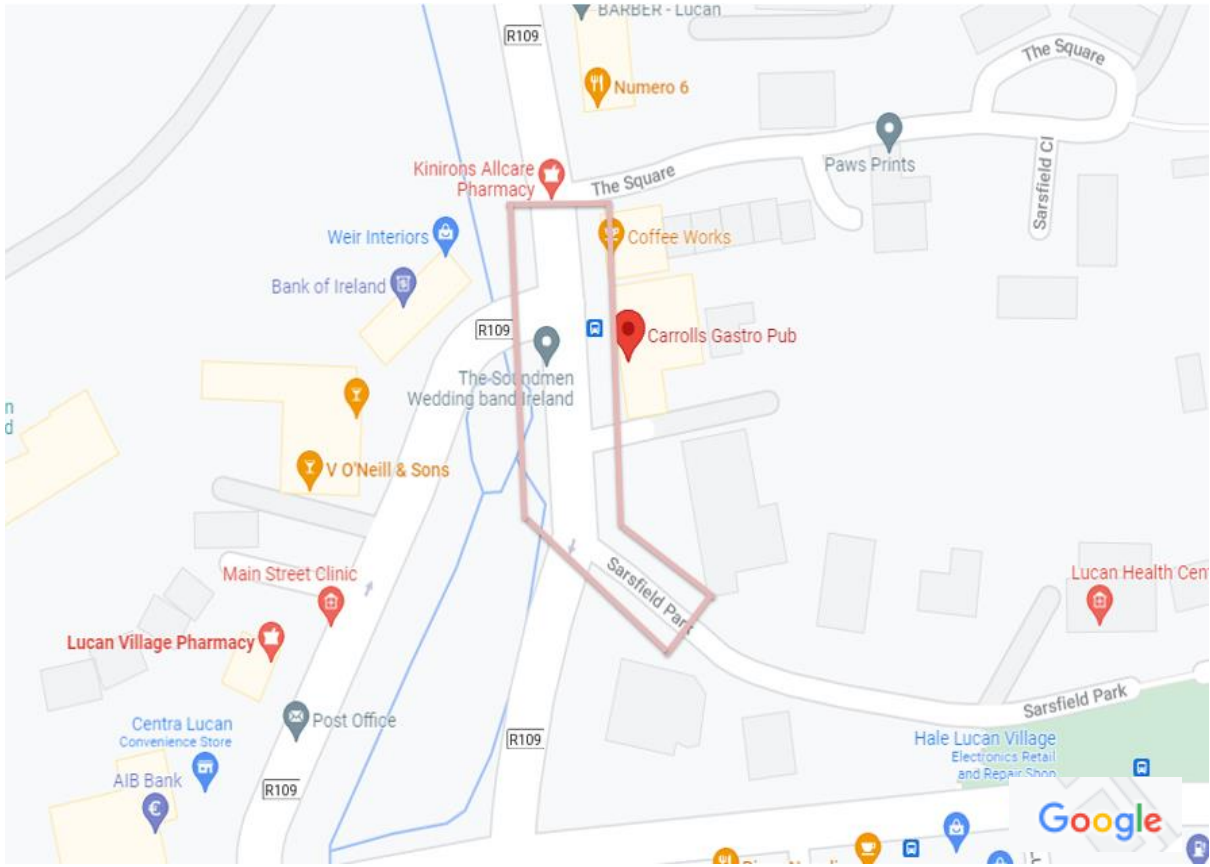 BARBER - Lucan
R109
The Square
Numero 6
Paws Prints
Kinirons Allcare
Pharmacy
The Square
Sarsfield Cl
Weir Interiors
Coffee Works
Bank of Ireland
R109
Carrolls Gastro Pub
The Soundmen
Wedding band Ireland
V O'Neill & Sons
Sarsfield Park
Main Street Clinic
Lucan Health Cent
Lucan Village Pharmacy
Sarsfield Park
Post Office
Centra Lucan
Convenience Store
R109
Hale Lucan Village
Electronics Retail
and Repair Shop
AIB Bank
R109
Google